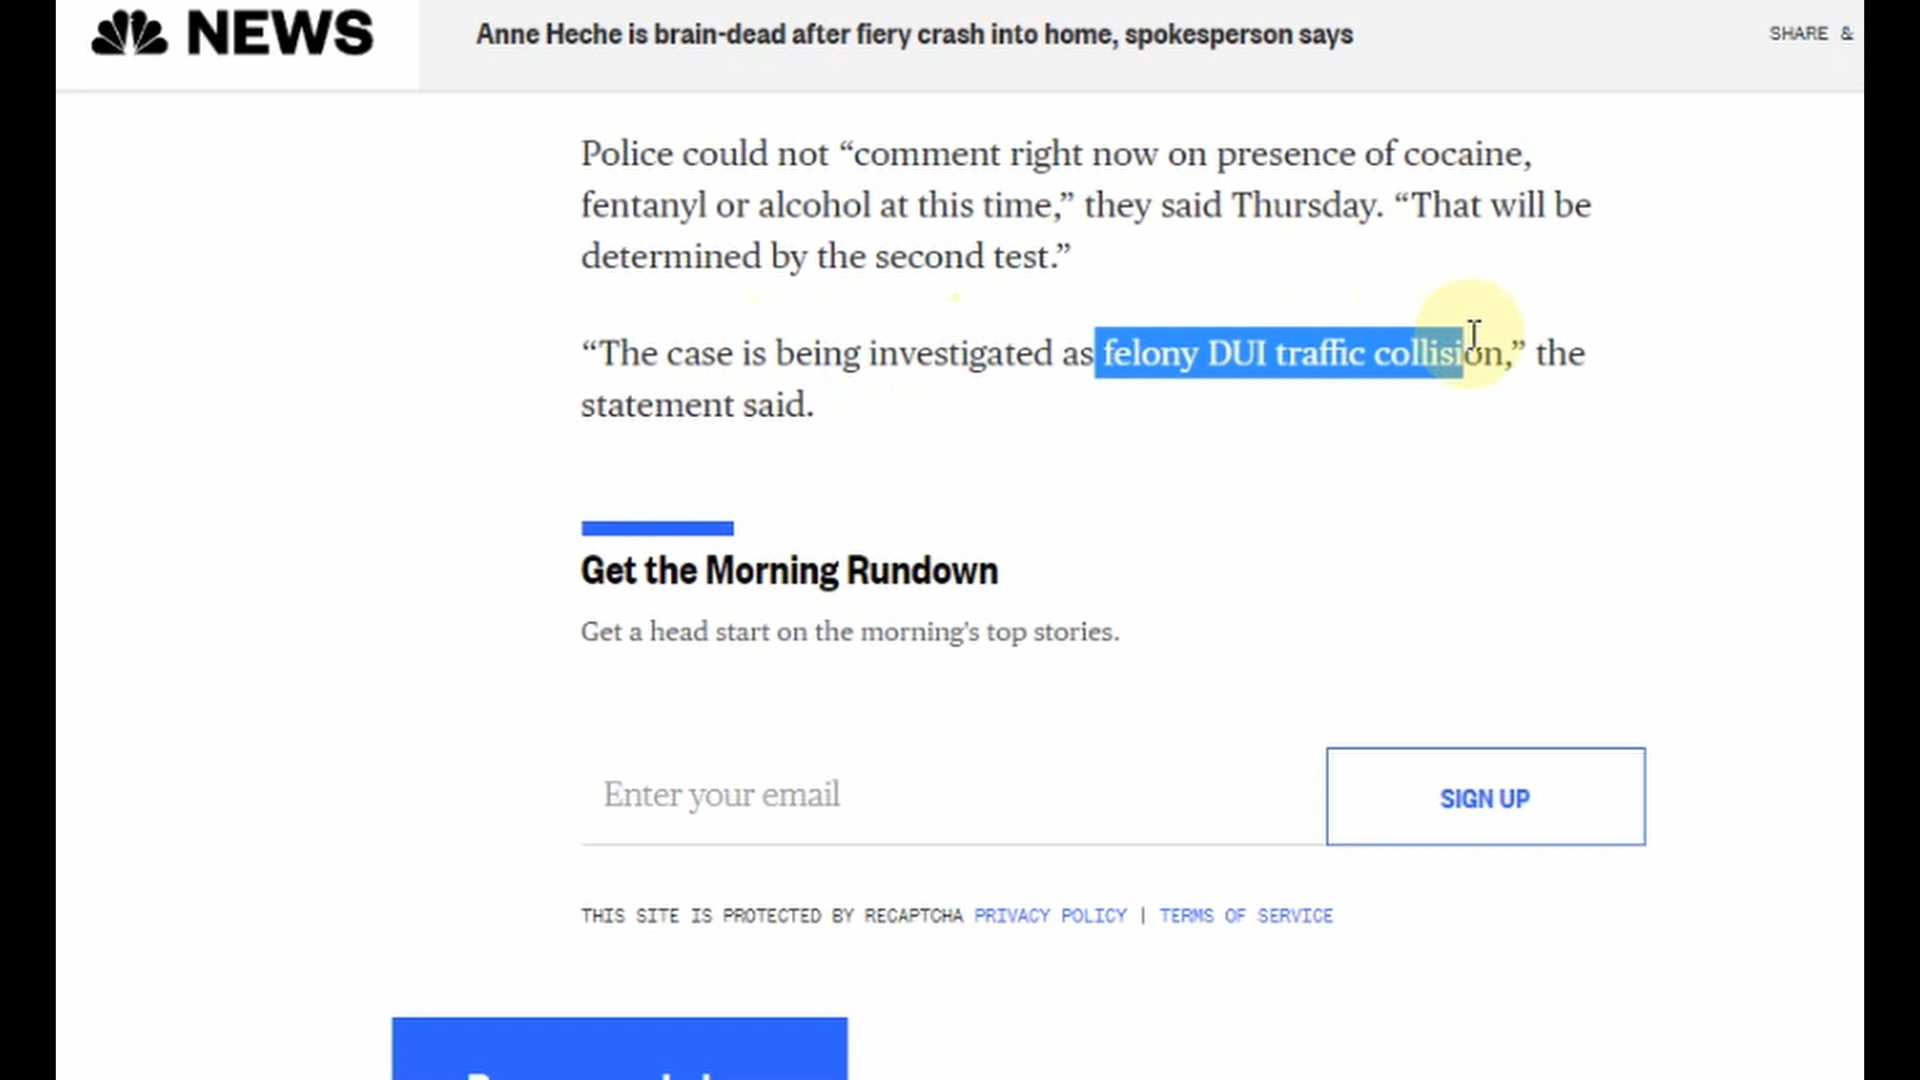 NEWS
Anne Heche is brain-dead after fiery crash into home, spokesperson says
SHARE &
Police could not “comment right now on presence of cocaine,
fentanyl or alcohol at this time,” they said Thursday. “That will be
determined by the second test.”
“The case is being investigated as felony DUI traffic collision,” the
statement said.
Get the Morning Rundown
Get a head start on the morning's top stories.
Enter your email
SIGN UP
THIS SITE IS PROTECTED BY RECAPTCHA PRIVACY POLICY | TERMS OF SERVICE